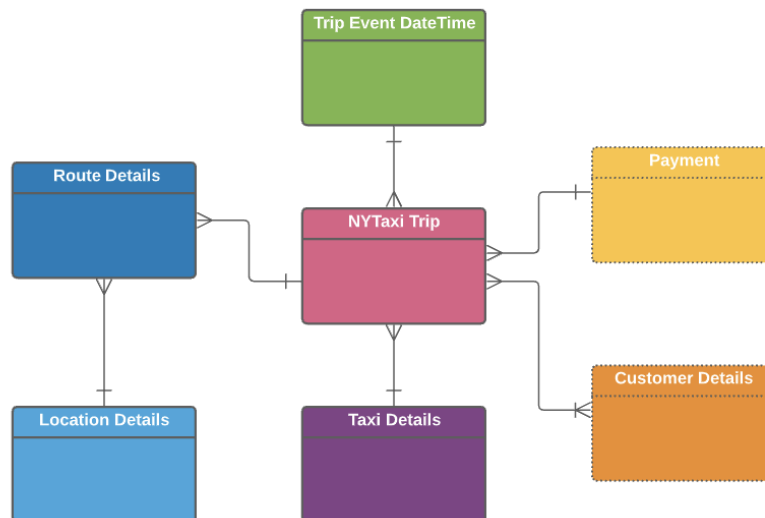 Trip Event DateTime
Payment
Route Details
NYTaxi Trip
Customer Details
Location Details
Taxi Details